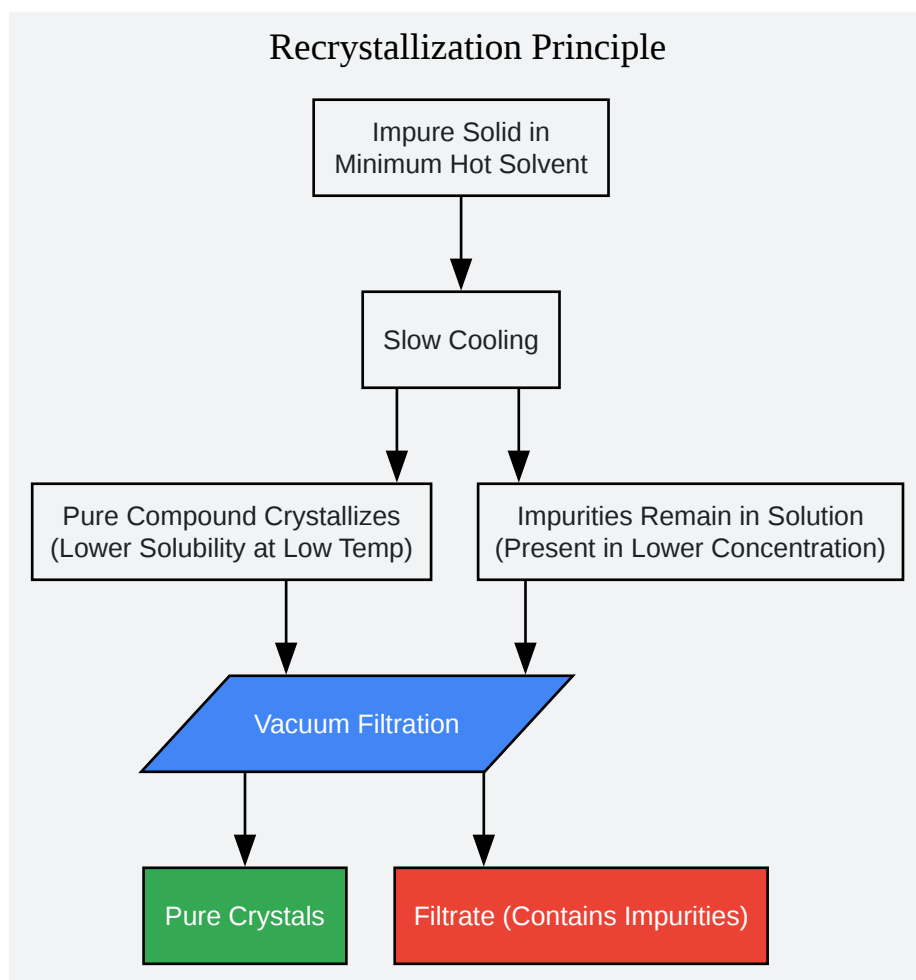 Recrystallization Principle
Impure Solid in
Minimum Hot Solvent
Slow Cooling
Pure Compound Crystallizes
(Lower Solubility at Low Temp)
Impurities Remain in Solution
(Present in Lower Concentration)
Vacuum Filtration
Pure Crystals
Filtrate (Contains Impurities)